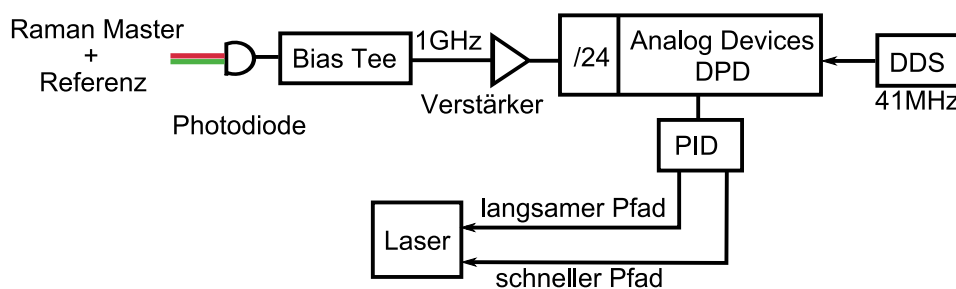 Raman Master
+
Referenz
Photodiode
Bias Tee
1GHz
Verstärker
/24
Analog Devices
DPD
DDS
41MHz
PID
langsamer Pfad
Laser
schneller Pfad